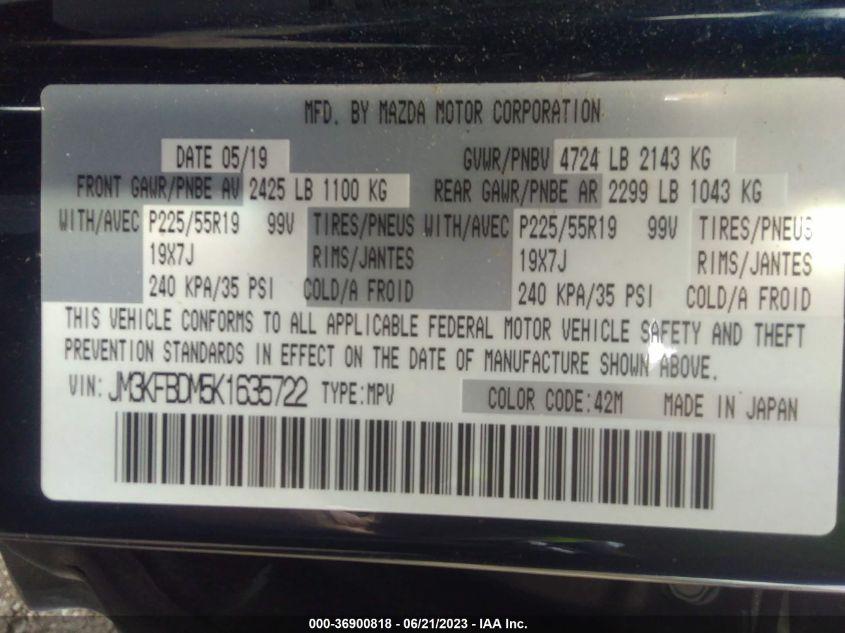 MFD. BY MAZDA MOTOR CORPORATION
DATE 05/19 GVWR/PNBV 4724 LB 2143 KG
FRONT GAWR/PNBE AV 2425 LB 1100 KG REAR GAWR/PNBE AR 2299 LB 1043 KG
WITH/AVEC P225/55R19 99V TIRES/PNEUS WITH/AVEC P225/55R19 99V TIRES/PNEUS
19X7J RIMS/JANTES 19X7J RIMS/JANTES
240 KPA/35 PSI COLD/A FROID 240 KPA/35 PSI COLD/A FROID
THIS VEHICLE CONFORMS TO ALL APPLICABLE FEDERAL MOTOR VEHICLE SAFETY AND THEFT
PREVENTION STANDARDS IN EFFECT ON THE DATE OF MANUFACTURE SHOWN ABOVE.
VIN: JM3KFBDM5K1635722 TYPE:MPV COLOR CODE:42M MADE IN JAPAN
000-36900818 - 06/21/2023 - IAA Inc.